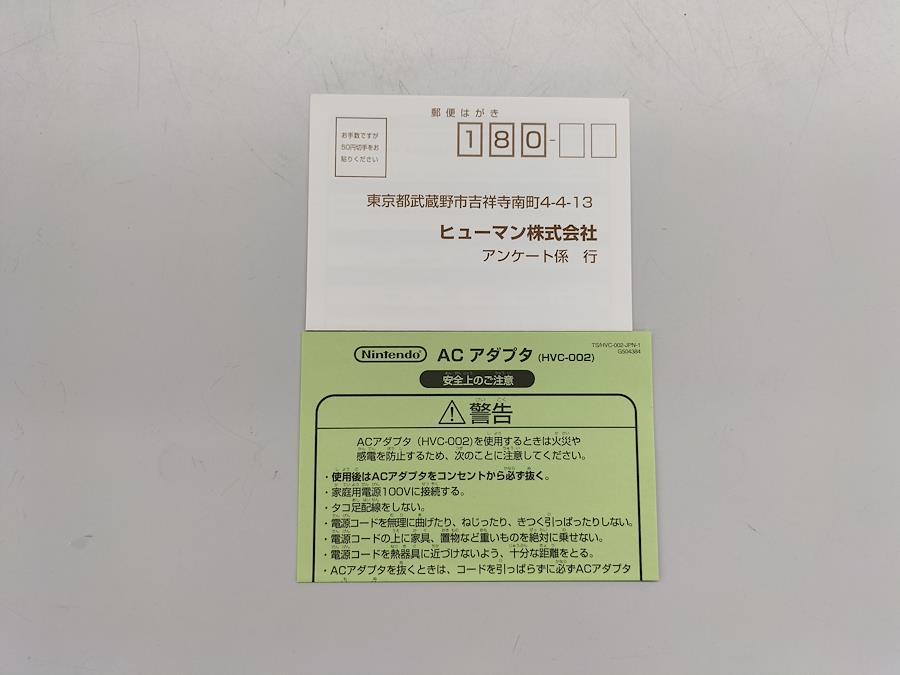 郵便はがき
お手数ですが
50円切手をお
貼りください
180-
東京都武蔵野市吉祥寺南町4-4-13
ヒューマン株式会社
アンケート係 行
TS/HVC-002-JPN-1
G504384
Nintendo ACアダプタ(HVC-002)
安全上のご注意
警告
ACアダプタ(HVC-002)を使用するときは火災や
感電を防止するため、次のことに注意してください。
・使用後はACアダプタをコンセントから必ず抜く。
・家庭用電源100Vに接続する。
・タコ足配線をしない。
・電源コードを無理に曲げたり、ねじったり、きつく引っぱったりしない。
・電源コードの上に家具、置物など重いものを絶対に乗せない。
・電源コードを熱器具に近づけないよう、十分な距離をとる。
・ACアダプタを抜くときは、コードを引っぱらずに必ずACアダプタ